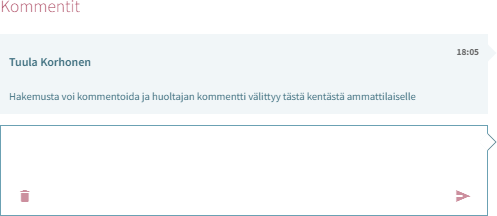 Kommentit
18:05
Tuula Korhonen
Hakemusta voi kommentoida ja huoltajan kommentti välittyy tästä kentästä ammattilaiselle